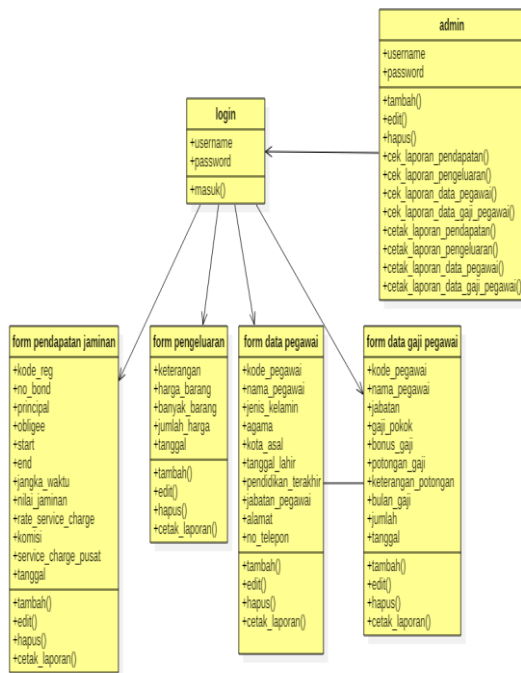 admin
+username
+password
+tambah()
+edit()
+hapus()
+cek_laporan_pendapatan()
+cek_laporan_pengeluaran()
+cek_laporan_data_pegawai()
+cek_laporan_data_gaji_pegawai()
+cetak_laporan_pendapatan()
+cetak_laporan_pengeluaran()
+cetak_laporan_data_pegawai()
+cetak_laporan_data_gaji_pegawai()
login
+username
+password
+masuk()
form pendapatan jaminan
+kode_reg
+no_bond
+principal
+obligee
+start
+end
+jangka_waktu
+nilai_jaminan
+rate_service_charge
+komisi
+service_charge_pusat
+tanggal
+tambah()
+edit()
+hapus()
+cetak_laporan()
form pengeluaran
+keterangan
+harga_barang
+banyak_barang
+jumlah_harga
+tanggal
+tambah()
+edit()
+hapus()
+cetak_laporan()
form data pegawai
+kode_pegawai
+nama_pegawai
+jenis_kelamin
+agama
+kota_asal
+tanggal_lahir
+pendidikan_terakhir
+jabatan_pegawai
+alamat
+no_telepon
+tambah()
+edit()
+hapus()
+cetak_laporan()
form data gaji pegawai
+kode_pegawai
+nama_pegawai
+jabatan
+gaji_pokok
+bonus_gaji
+potongan_gaji
+keterangan_potongan
+bulan_gaji
+jumlah
+tanggal
+tambah()
+edit()
+hapus()
+cetak_laporan()